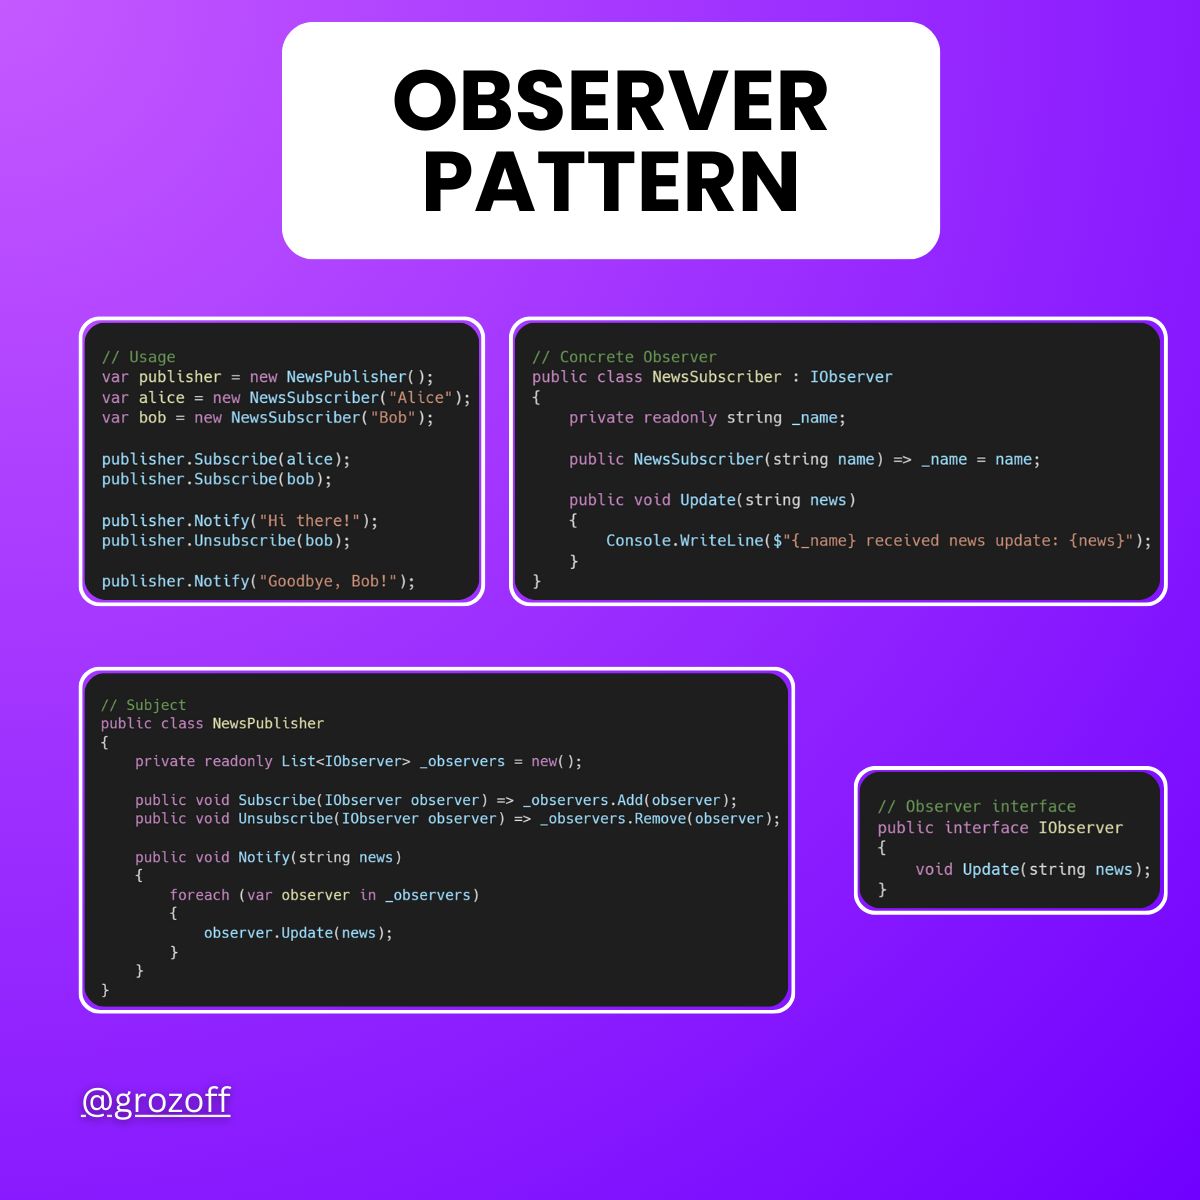 OBSERVER
PATTERN
// Usage
var publisher = new NewsPublisher();
var alice = new NewsSubscriber("Alice");
var bob = new NewsSubscriber("Bob");
publisher.Subscribe(alice);
publisher.Subscribe(bob);
publisher.Notify("Hi there!");
publisher.Unsubscribe(bob);
publisher.Notify("Goodbye, Bob!");
// Concrete Observer
public class NewsSubscriber : IObserver
{
    private readonly string _name;
    public NewsSubscriber(string name) => _name = name;
    public void Update(string news)
    {
        Console.WriteLine($"{_name} received news update: {news}");
    }
}
// Subject
public class NewsPublisher
{
    private readonly List<IObserver> _observers = new();
    public void Subscribe(IObserver observer) => _observers.Add(observer);
    public void Unsubscribe(IObserver observer) => _observers.Remove(observer);
    public void Notify(string news)
    {
        foreach (var observer in _observers)
        {
            observer.Update(news);
        }
    }
}
// Observer interface
public interface IObserver
{
    void Update(string news);
}
@grozoff